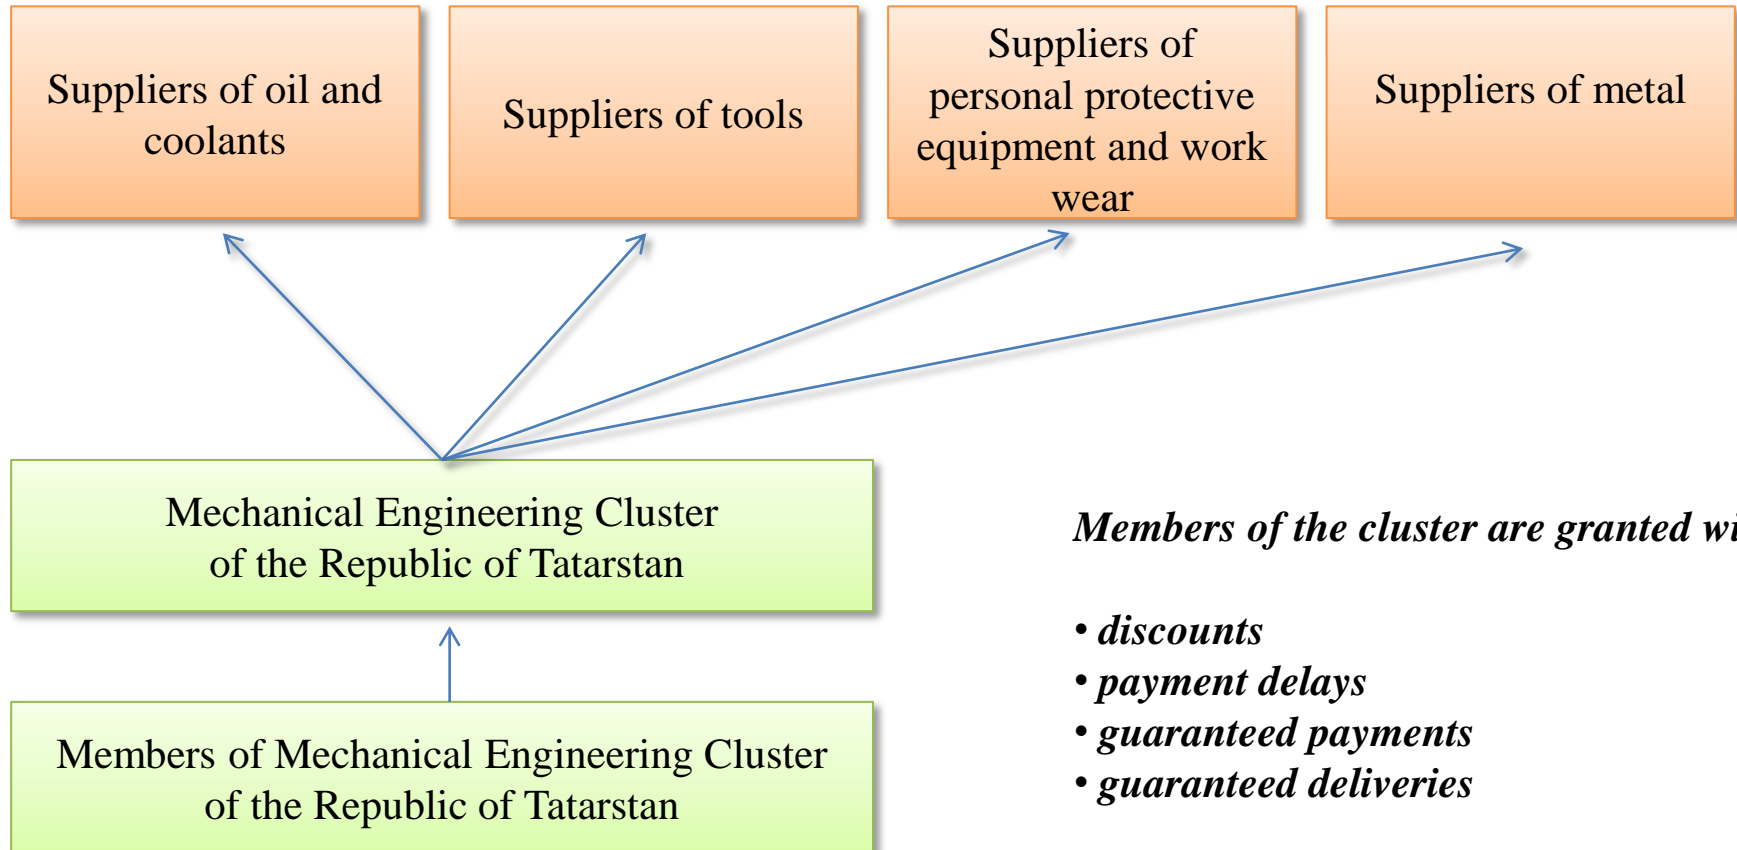 Suppliers of oil and
coolants
Suppliers of tools
Suppliers of
personal protective
equipment and work
wear
Suppliers of metal
Mechanical Engineering Cluster
of the Republic of Tatarstan
Members of the cluster are granted wi
• discounts
• payment delays
• guaranteed payments
• guaranteed deliveries
Members of Mechanical Engineering Cluster
of the Republic of Tatarstan